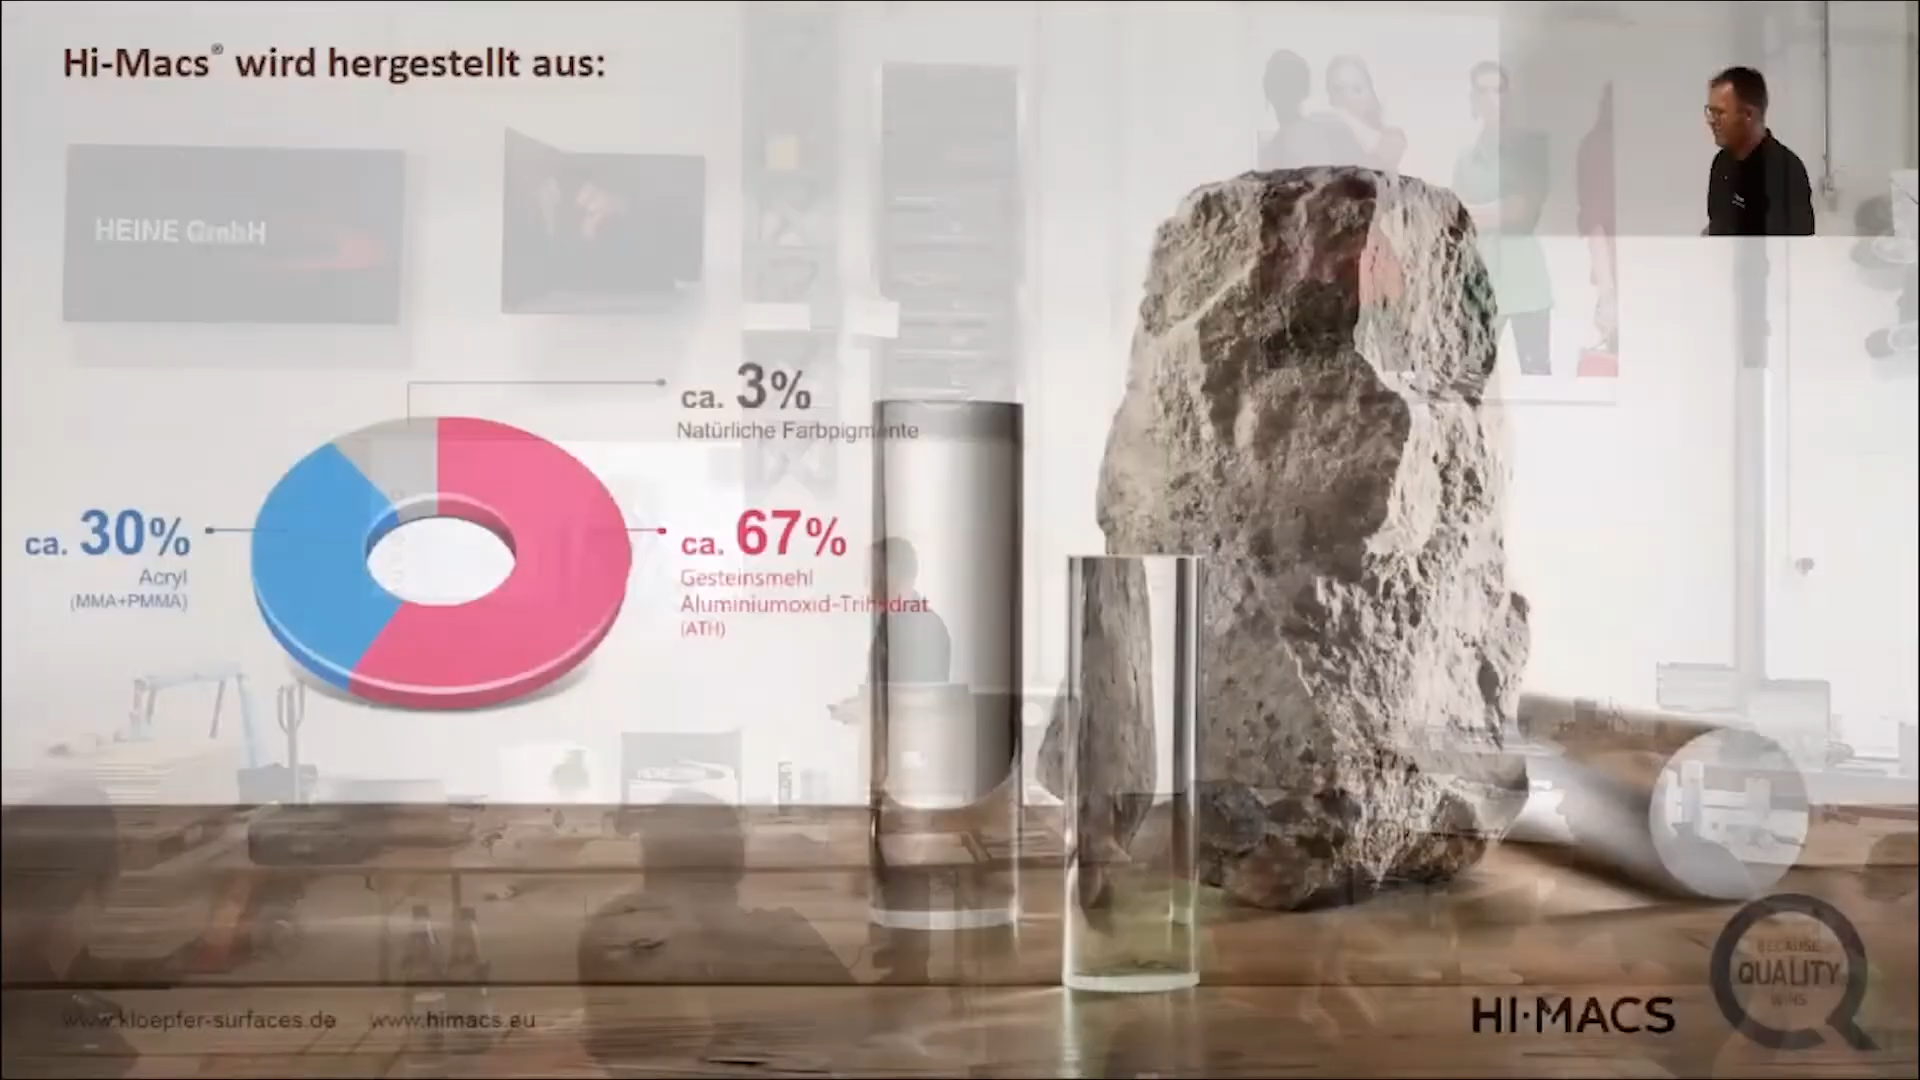 Hi-Macs® wird hergestellt aus:
HEINE GmbH
ca. 3%
Natürliche Farbpigmente
ca. 30%
Acryl
(MMA+PMMA)
ca. 67%
Gesteinsmehl
Aluminiumoxid-Trihydrat
(ATH)
www.kloepfer-surfaces.de www.himacs.eu
HI·MACS
BECAUSE
QUALITY
WINS